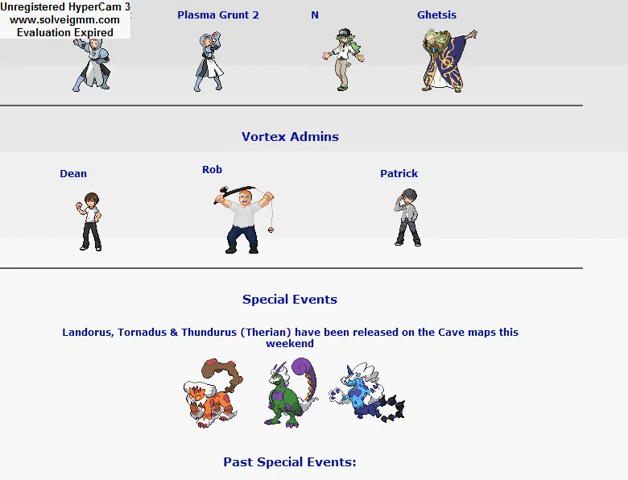 Unregistered HyperCam 3
www.solveigmm.com
Evaluation Expired
Plasma Grunt 2
N
Ghetsis
Vortex Admins
Dean
Rob
Patrick
Special Events
Landorus, Tornadus & Thundurus (Therian) have been released on the Cave maps this
weekend
Past Special Events: